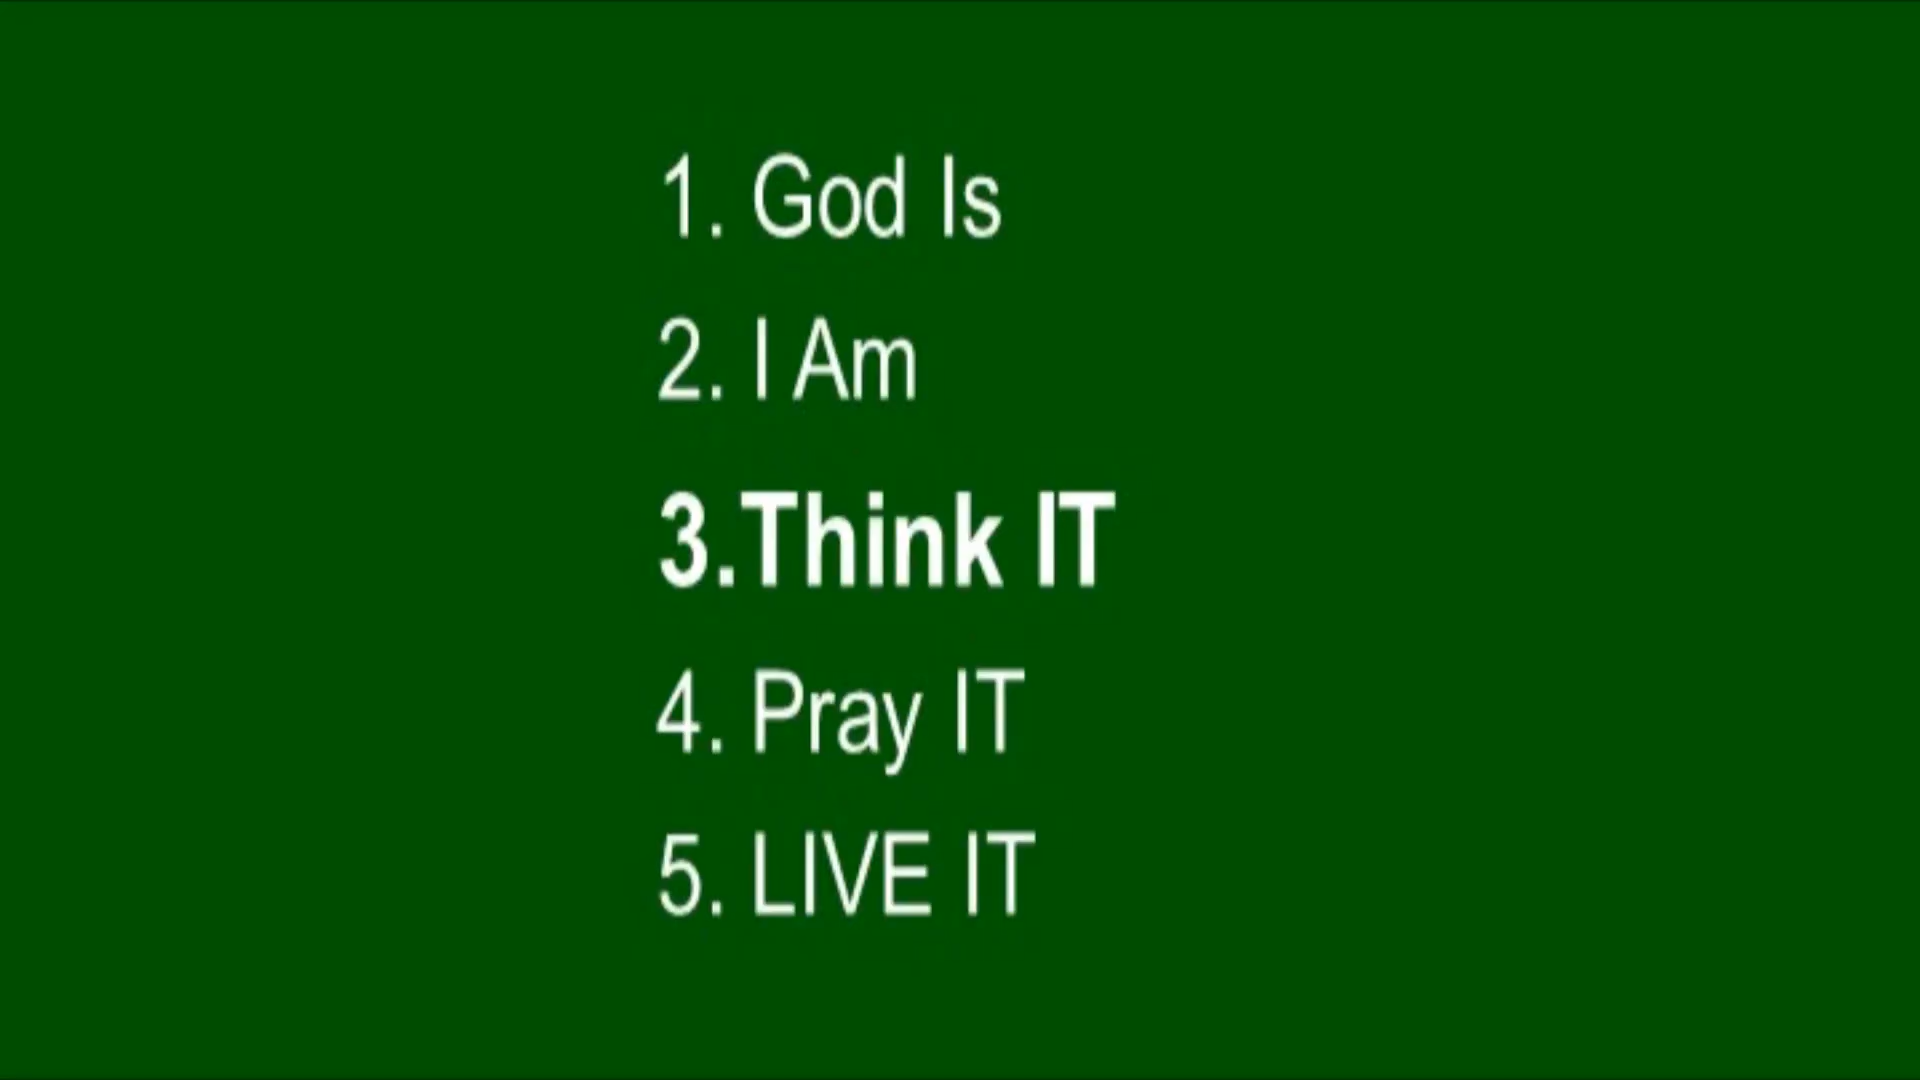 1. God Is
2. I Am
3.Think IT
4. Pray IT
5. LIVE IT